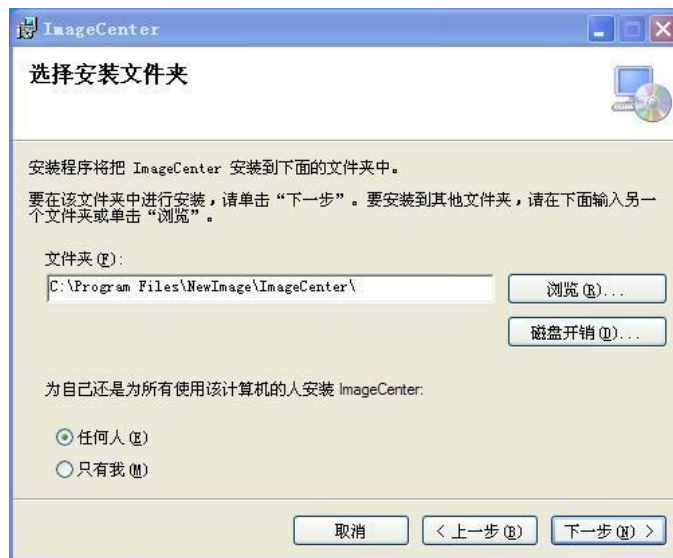 ImageCenter
选择安装文件夹
安装程序将把 ImageCenter 安装到下面的文件夹中。
要在该文件夹中进行安装，请单击“下一步”。要安装到其他文件夹，请在下面输入另一
个文件夹或单击“浏览”。
文件夹(F):
C:\Program Files\NewImage\ImageCenter\
浏览(R)...
磁盘开销(D)...
为自己还是为所有使用该计算机的人安装 ImageCenter:
任何人(E)
只有我(M)
取消
< 上一步(B)
下一步(N) >